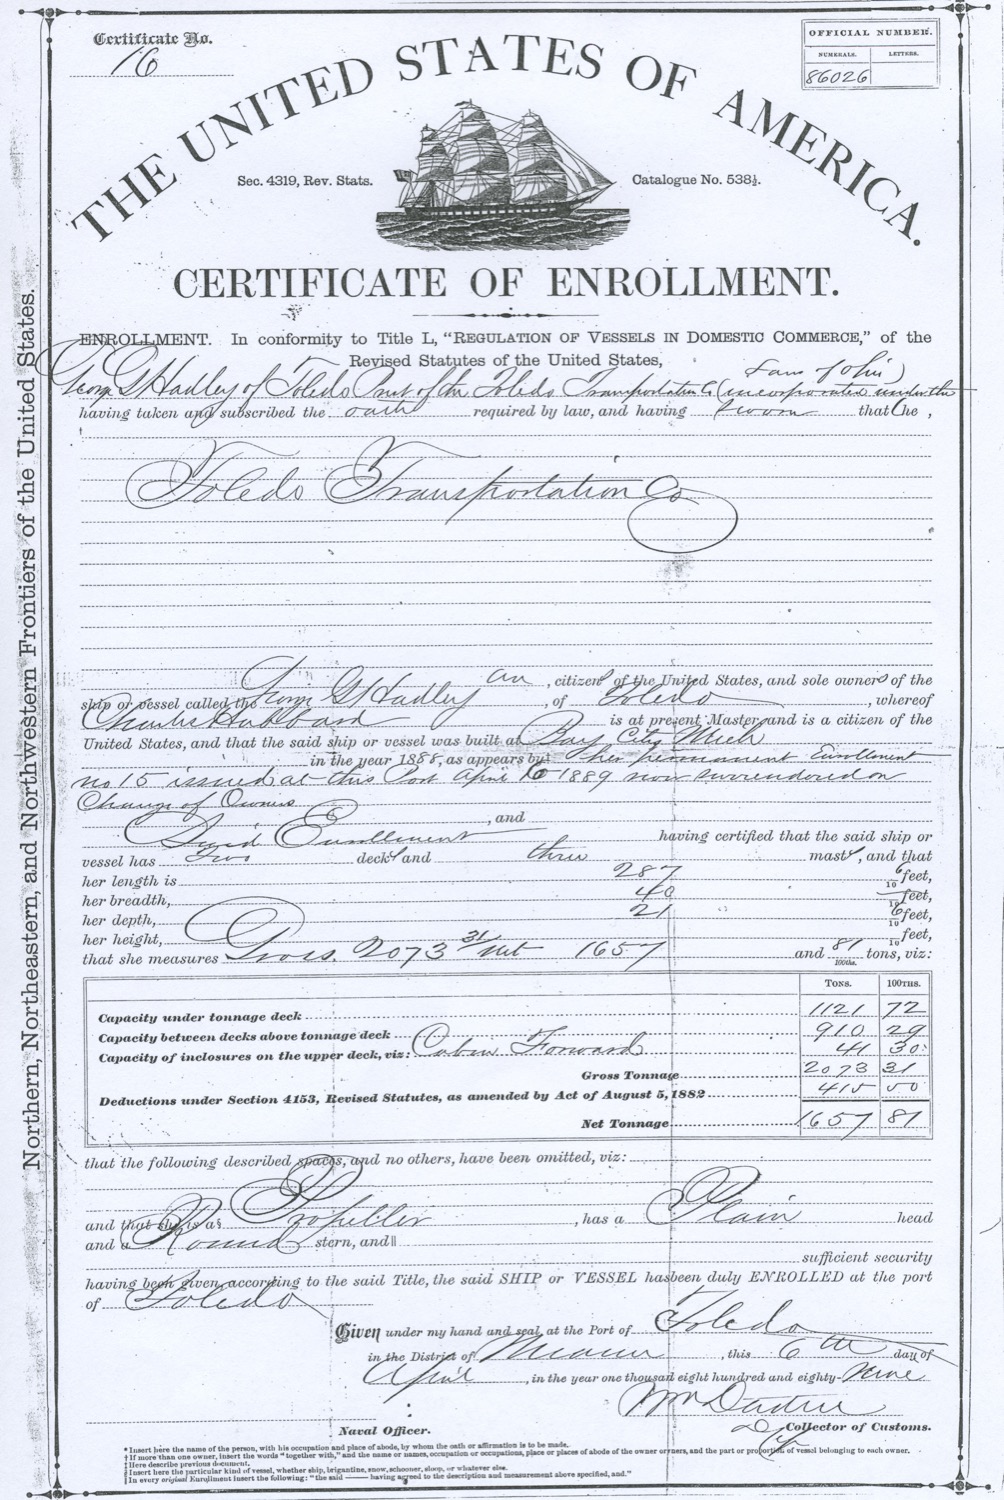 Certificate No.
16
OFFICIAL NUMBER.
NUMERALS. LETTERS.
86026
THE UNITED STATES OF AMERICA.
Sec. 4319, Rev. Stats.
Catalogue No. 538½.
CERTIFICATE OF ENROLLMENT.
ENROLLMENT. In conformity to Title L, "REGULATION OF VESSELS IN DOMESTIC COMMERCE," of the
Revised Statutes of the United States,
Laws of Ohio)
Geom G Hadley of Toledo Prest of the Toledo Transportation Co (incorporated under the
having taken and subscribed the oath required by law, and having sworn that he ,
Toledo Transportation Co
an , citizen of the United States, and sole owner of the
ship or vessel called the Geom G Hadley , of Toledo , whereof
Charles Hubbard is at present Master, and is a citizen of the
United States, and that the said ship or vessel was built at Bay City Mich
in the year 1888, as appears by‡ her permanent Enrollment
no 15 issued at this Port April 6 1889 now surrendered on
Change of Owners
, and
Said Enrollment having certified that the said ship or
vessel has two decks and three masts, and that
her length is 287 6/10 feet,
her breadth, 40 /10 feet,
her depth, 21 6/10 feet,
her height, /10 feet,
that she measures Gross. 2073 31/ Net 1657 and 81/100ths. tons, viz:
TONS. 100THS.
Capacity under tonnage deck 1121 72
Capacity between decks above tonnage deck 910 29
Capacity of inclosures on the upper deck, viz: Cabin Forward 41 30
Gross Tonnage 2073 31
Deductions under Section 4153, Revised Statutes, as amended by Act of August 5, 1882 415 50
Net Tonnage 1657 81
that the following described spaces, and no others, have been omitted, viz:
and that she is a§ Propeller , has a Plain head
and a Round stern, and||
sufficient security
having been given according to the said Title, the said SHIP or VESSEL has been duly ENROLLED at the port
of Toledo
Given under my hand and seal, at the Port of Toledo
in the District of Miami , this 6th day of
April , in the year one thousand eight hundred and eighty-Nine
Naval Officer.
Collector of Customs.
* Insert here the name of the person, with his occupation and place of abode, by whom the oath or affirmation is to be made.
† If more than one owner, insert the words "together with," and the name or names, occupation or occupations, place or places of abode of the owner or owners, and the part or proportion of vessel belonging to each owner.
‡ Here describe previous document.
§ Insert here the particular kind of vessel, whether ship, brigantine, snow, schooner, sloop, or whatever else.
|| In every original Enrollment insert the following: "the said —— having agreed to the description and measurement above specified, and."
Northern, Northeastern, and Northwestern Frontiers of the United States.